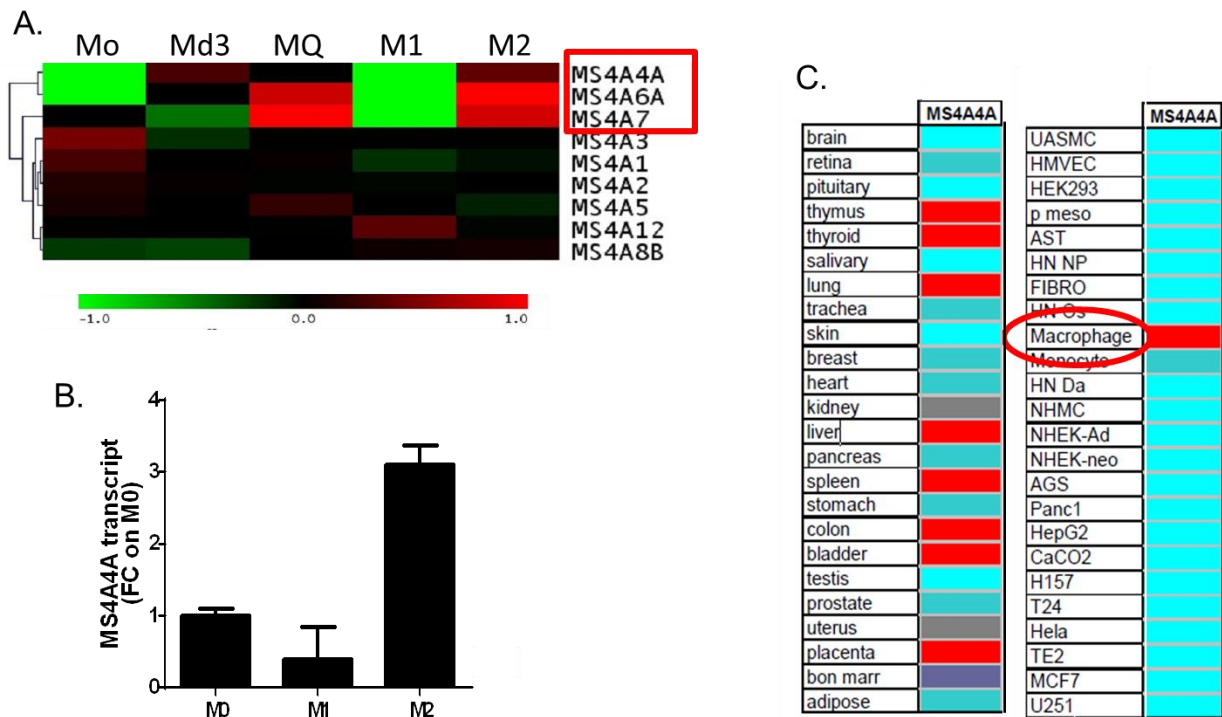 A.
Mo Md3 MQ M1 M2
MS4A4A
MS4A6A
MS4A7
MS4A3
MS4A1
MS4A2
MS4A5
MS4A12
MS4A8B
-1.0 0.0 1.0
B.
MS4A4A transcript
(FC on M0)
4
3
2
1
0
M0 M1 M2
C.
MS4A4A
brain
retina
pituitary
thymus
thyroid
salivary
lung
trachea
skin
breast
heart
kidney
liver
pancreas
spleen
stomach
colon
bladder
testis
prostate
uterus
placenta
bon marr
adipose
MS4A4A
UASMC
HMVEC
HEK293
p meso
AST
HN NP
FIBRO
HN Os
Macrophage
Monocyte
HN Da
NHMC
NHEK-Ad
NHEK-neo
AGS
Panc1
HepG2
CaCO2
H157
T24
Hela
TE2
MCF7
U251